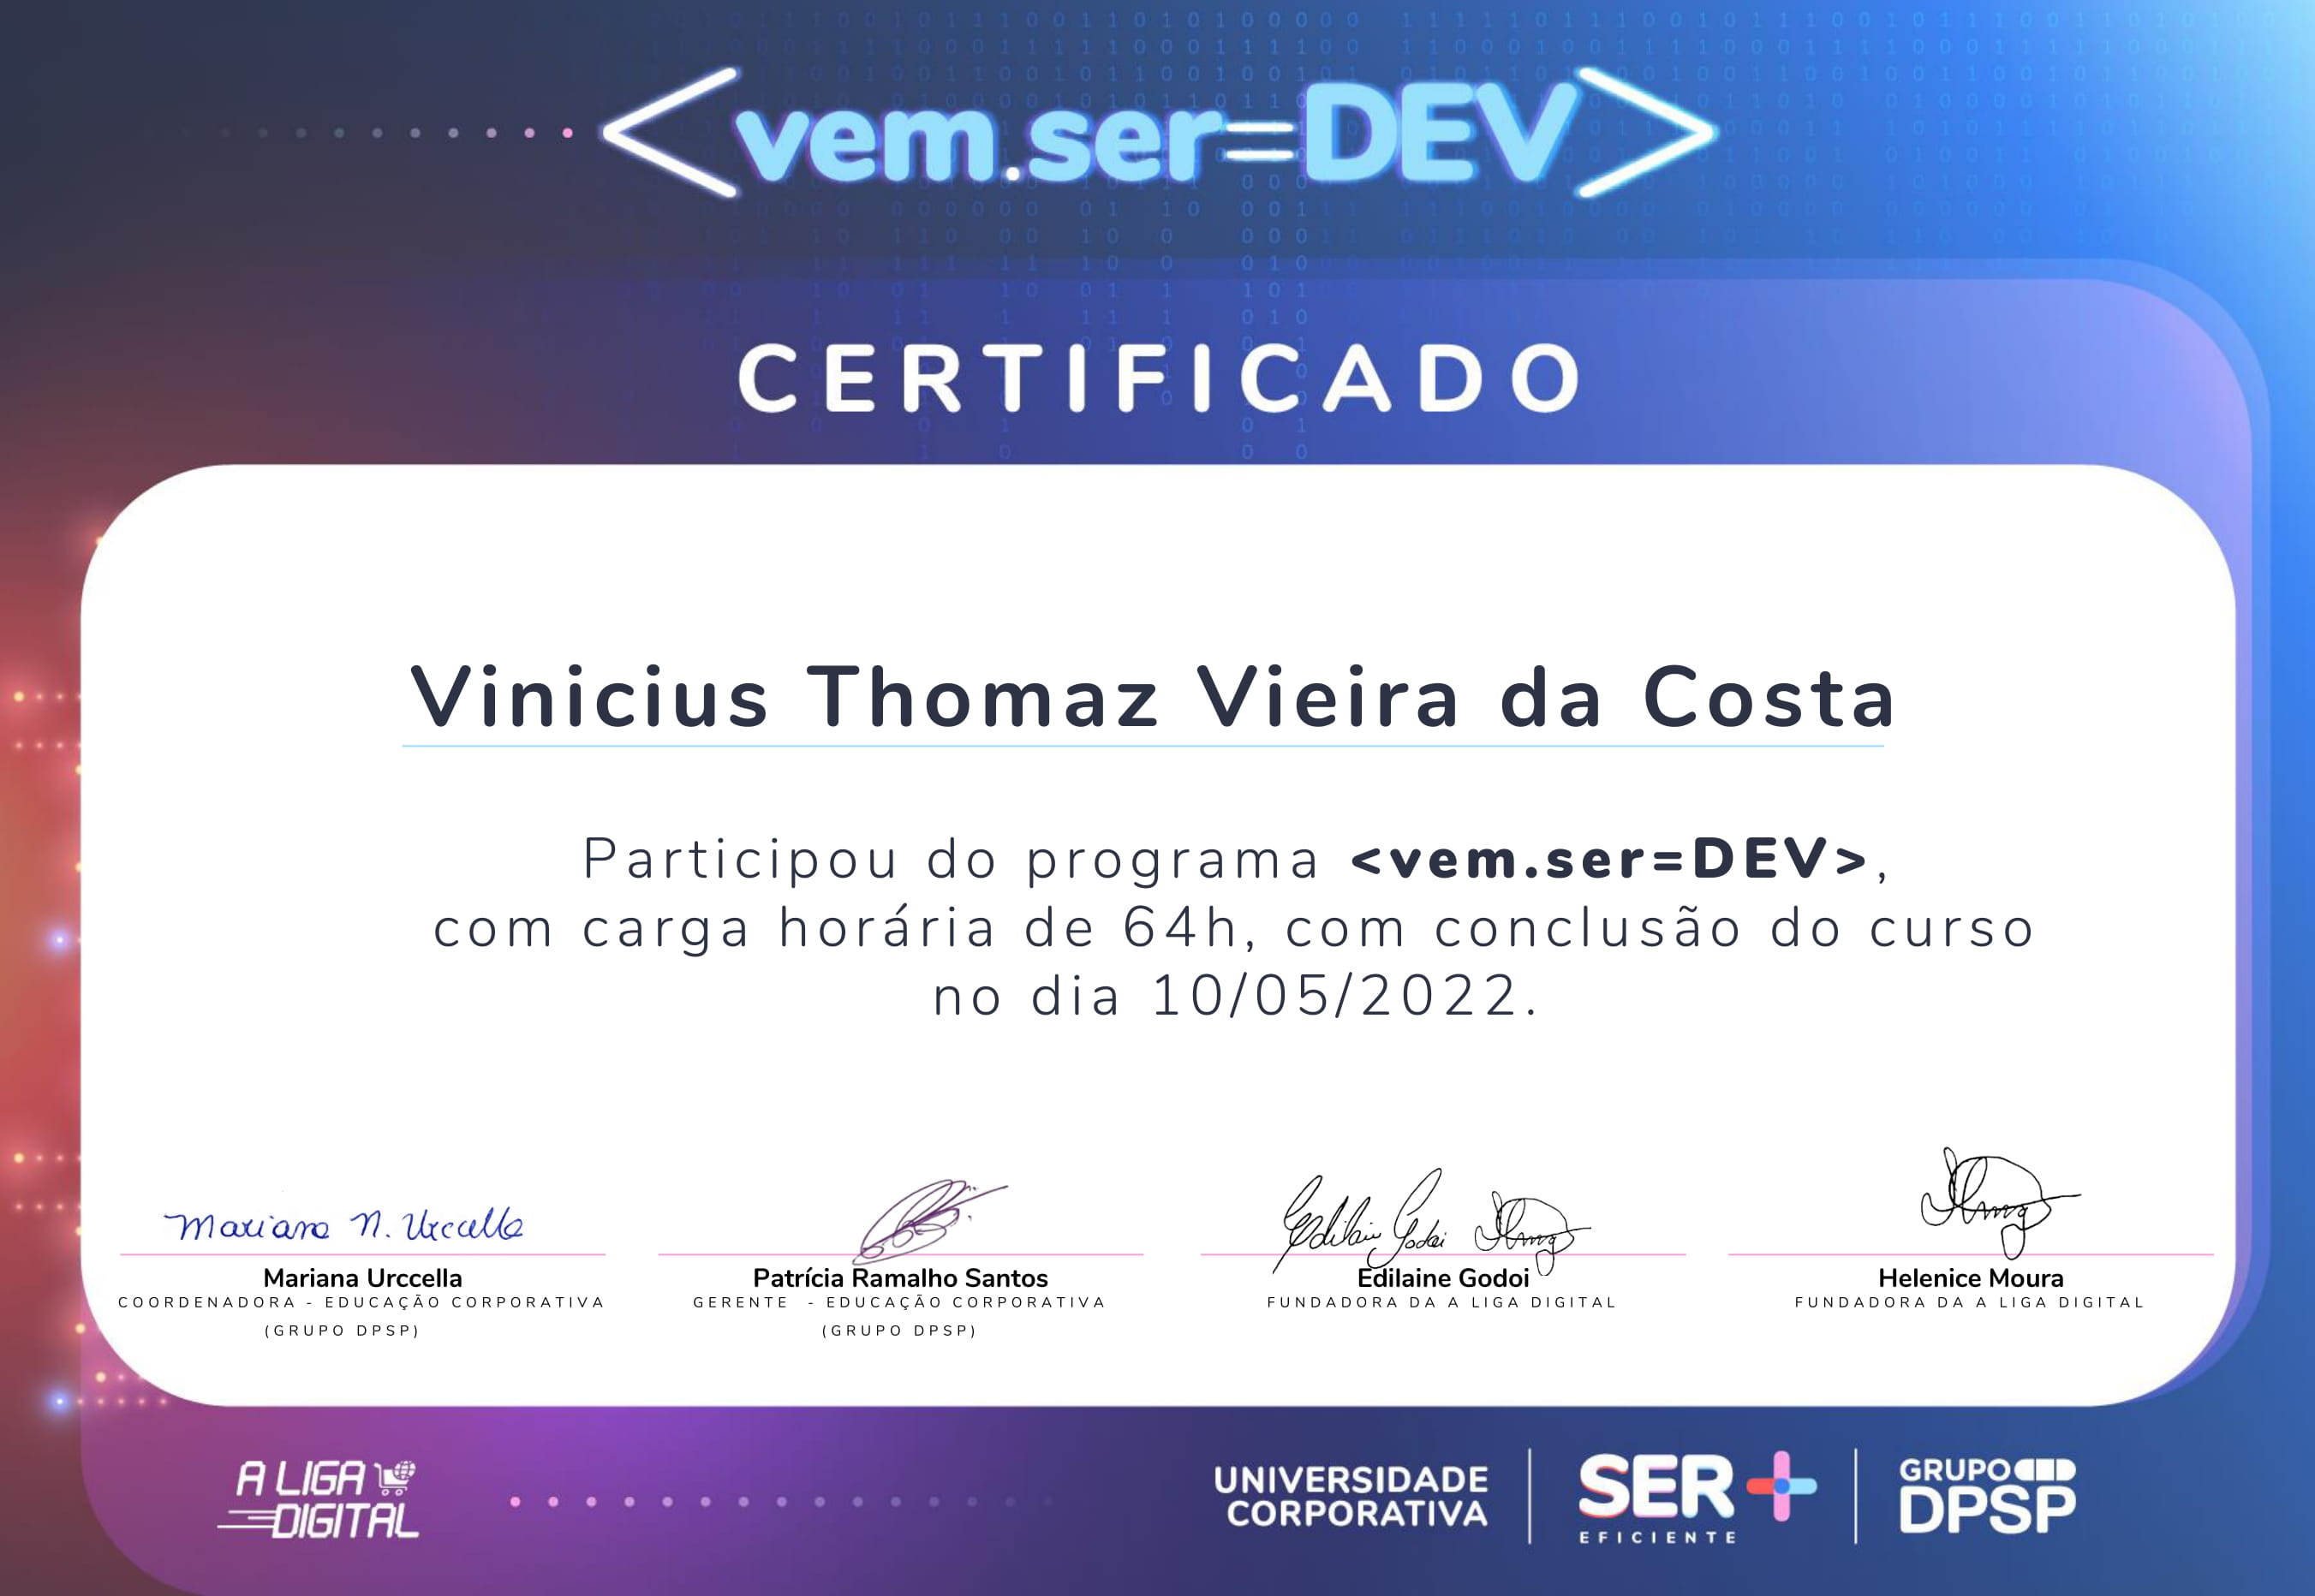 <vem.ser=DEV>
CERTIFICADO
Vinicius Thomaz Vieira da Costa
Participou do programa <vem.ser=DEV>,
com carga horária de 64h, com conclusão do curso
no dia 10/05/2022.
Mariana N. Urccella
Edilaine Godoi
Mariana Urccella
COORDENADORA - EDUCAÇÃO CORPORATIVA
(GRUPO DPSP)
Patrícia Ramalho Santos
GERENTE - EDUCAÇÃO CORPORATIVA
(GRUPO DPSP)
Edilaine Godoi
FUNDADORA DA A LIGA DIGITAL
Helenice Moura
FUNDADORA DA A LIGA DIGITAL
A LIGA
DIGITAL
UNIVERSIDADE
CORPORATIVA
SER+
EFICIENTE
GRUPO
DPSP